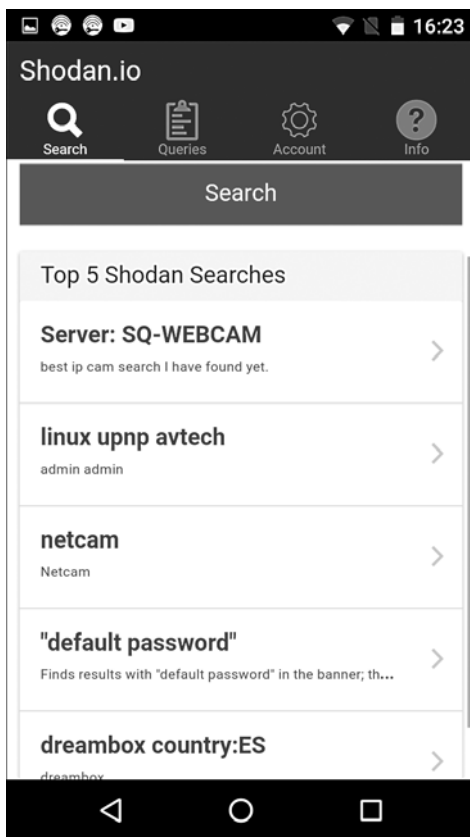 16:23
Shodan.io
Search
Queries
Account
Info
Search
Top 5 Shodan Searches
Server: SQ-WEBCAM
best ip cam search I have found yet.
linux upnp avtech
admin admin
netcam
Netcam
"default password"
Finds results with "default password" in the banner; th...
dreambox country:ES
dreambox